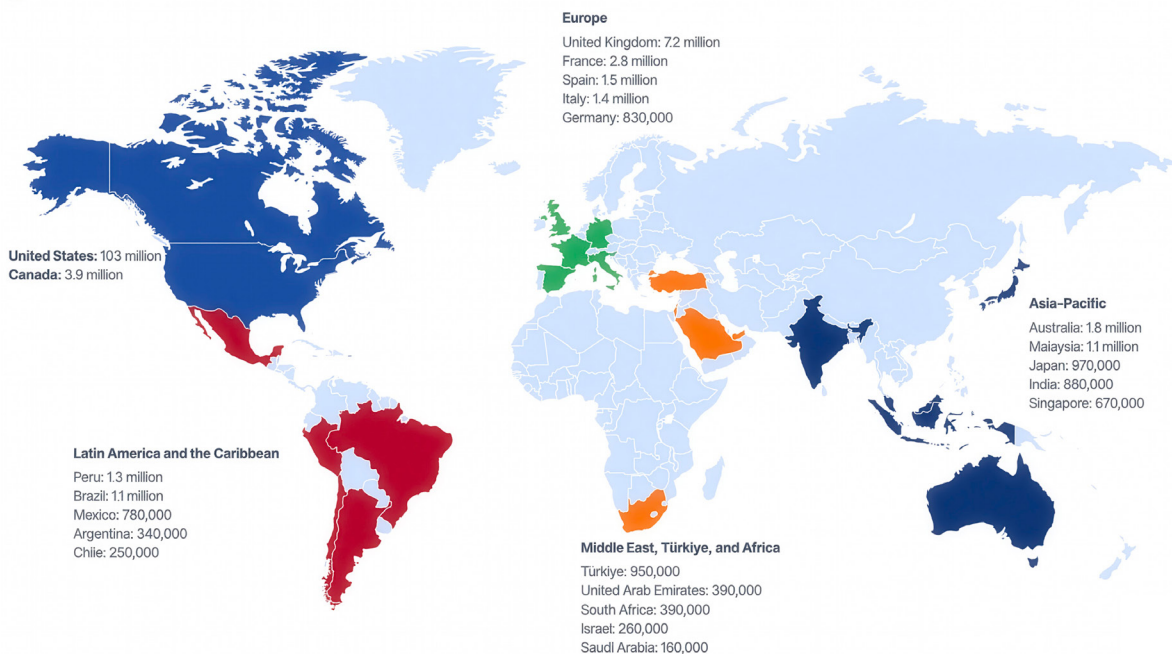 Europe
United Kingdom: 7.2 million
France: 2.8 million
Spain: 1.5 million
Italy: 1.4 million
Germany: 830,000
United States: 103 million
Canada: 3.9 million
Asia–Pacific
Australia: 1.8 million
Maiaysia: 1.1 million
Japan: 970,000
India: 880,000
Singapore: 670,000
Latin America and the Caribbean
Peru: 1.3 million
Brazil: 1.1 million
Mexico: 780,000
Argentina: 340,000
Chiie: 250,000
Middle East, Türkiye, and Africa
Türkiye: 950,000
United Arab Emirates: 390,000
South Africa: 390,000
Israel: 260,000
Saudi Arabia: 160,000